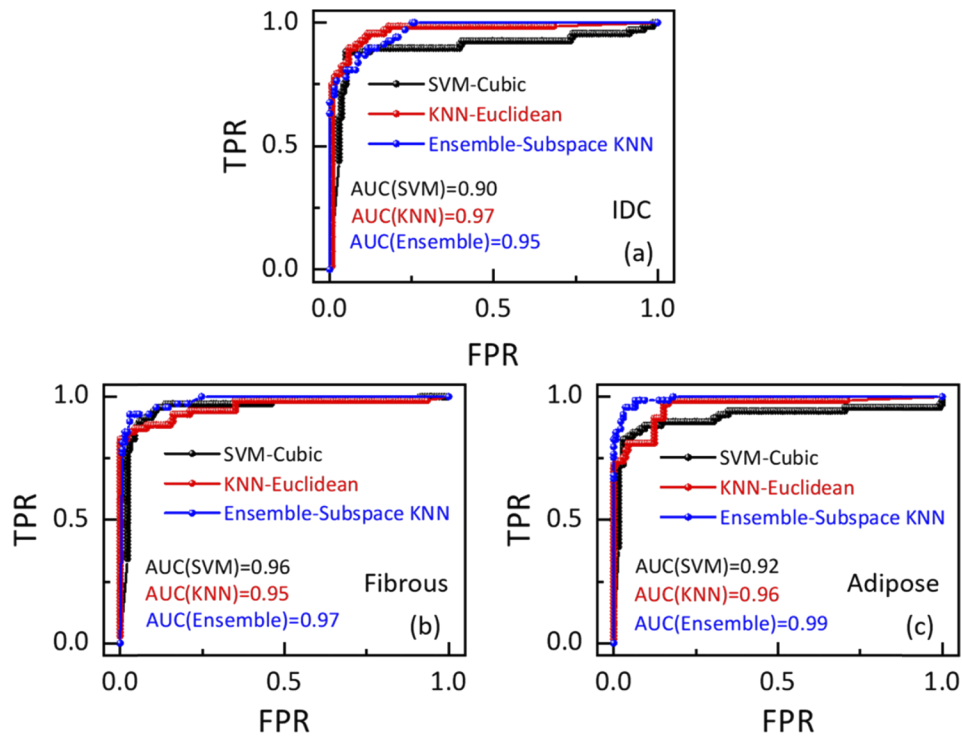 1.0
0.5
0.0
TPR
SVM-Cubic
KNN-Euclidean
Ensemble-Subspace KNN
AUC(SVM)=0.90
AUC(KNN)=0.97
AUC(Ensemble)=0.95
IDC
(a)
0.0 0.5 1.0
FPR
1.0
0.5
0.0
TPR
SVM-Cubic
KNN-Euclidean
Ensemble-Subspace KNN
AUC(SVM)=0.96
AUC(KNN)=0.95
AUC(Ensemble)=0.97
Fibrous
(b)
0.0 0.5 1.0
FPR
1.0
0.5
0.0
TPR
SVM-Cubic
KNN-Euclidean
Ensemble-Subspace KNN
AUC(SVM)=0.92
AUC(KNN)=0.96
AUC(Ensemble)=0.99
Adipose
(c)
0.0 0.5 1.0
FPR